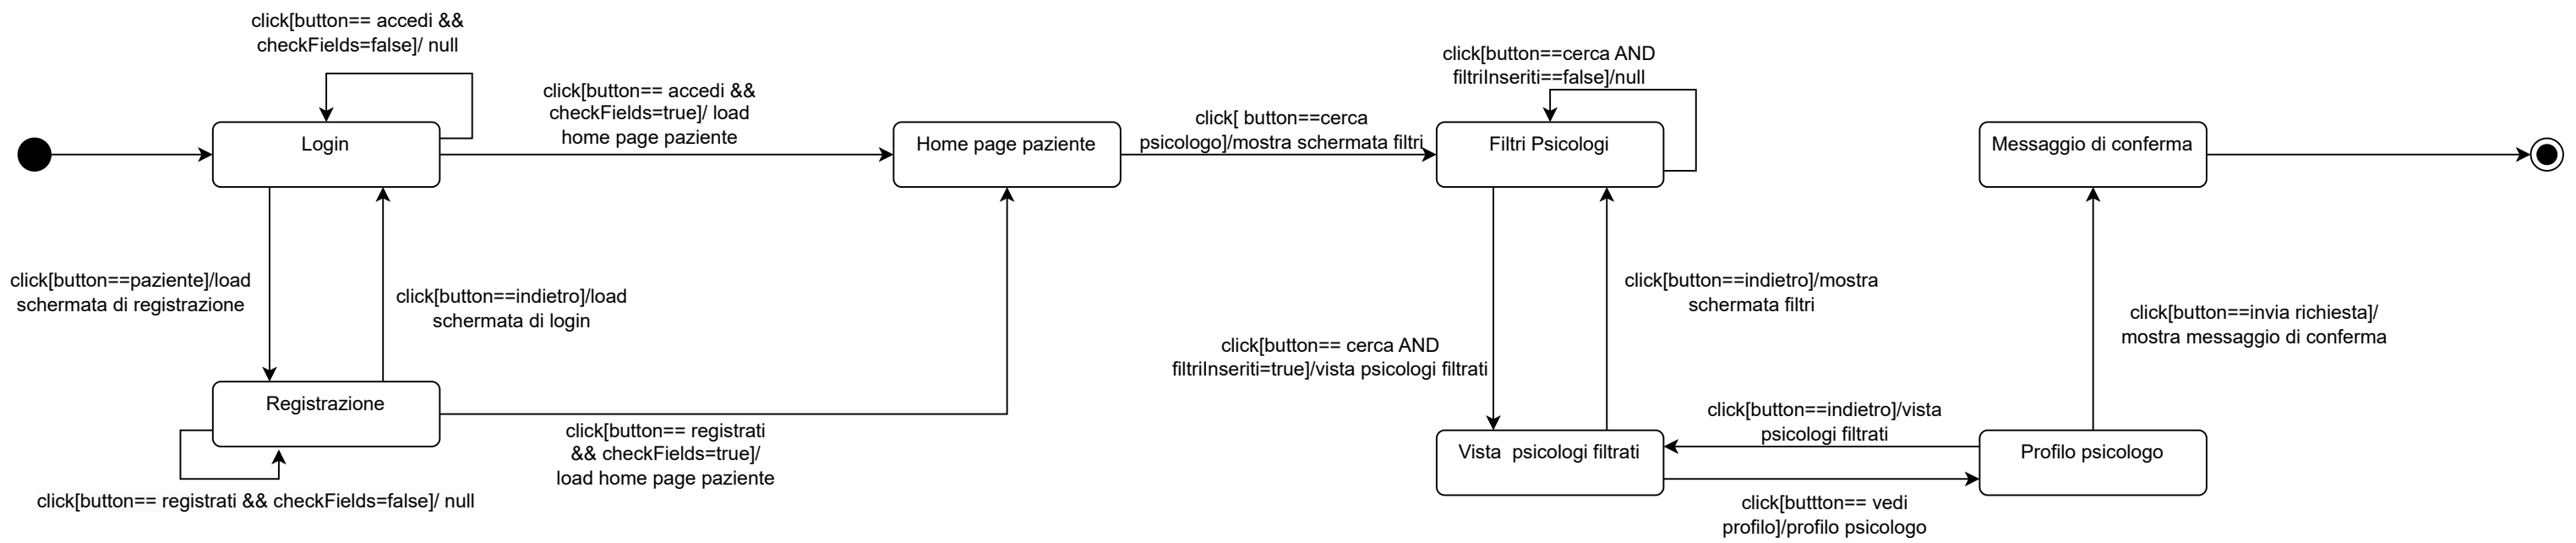 click[button== accedi &&
checkFields=false]/ null
click[button== accedi &&
checkFields=true]/ load
home page paziente
click[ button==cerca
psicologo]/mostra schermata filtri
click[button==cerca AND
filtriInseriti==false]/null
Login
Home page paziente
Filtri Psicologi
Messaggio di conferma
click[button==paziente]/load
schermata di registrazione
click[button==indietro]/load
schermata di login
click[button== cerca AND
filtriInseriti=true]/vista psicologi filtrati
click[button==indietro]/mostra
schermata filtri
click[button==invia richiesta]/
mostra messaggio di conferma
Registrazione
click[button== registrati
&& checkFields=true]/
load home page paziente
click[button== registrati && checkFields=false]/ null
click[button==indietro]/vista
psicologi filtrati
Vista  psicologi filtrati
Profilo psicologo
click[buttton== vedi
profilo]/profilo psicologo